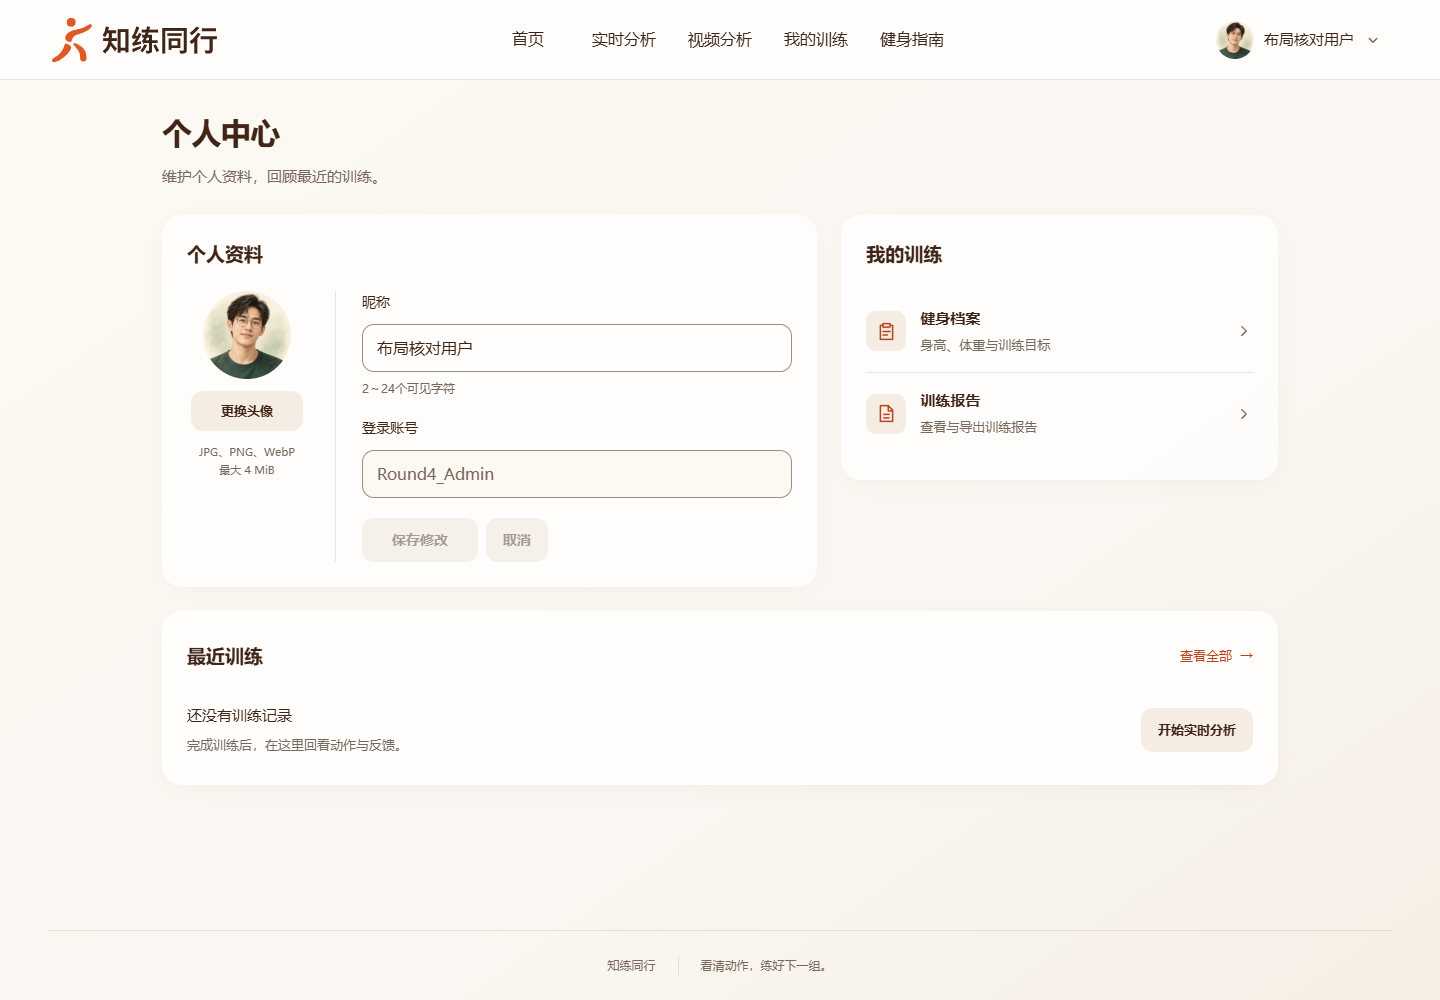 知练同行
首页 实时分析 视频分析 我的训练 健身指南
布局核对用户
个人中心
维护个人资料，回顾最近的训练。
个人资料
更换头像
JPG、PNG、WebP
最大 4 MiB
昵称
布局核对用户
2～24个可见字符
登录账号
Round4_Admin
保存修改 取消
我的训练
健身档案
身高、体重与训练目标
训练报告
查看与导出训练报告
最近训练
查看全部 →
还没有训练记录
完成训练后，在这里回看动作与反馈。
开始实时分析
知练同行
看清动作，练好下一组。